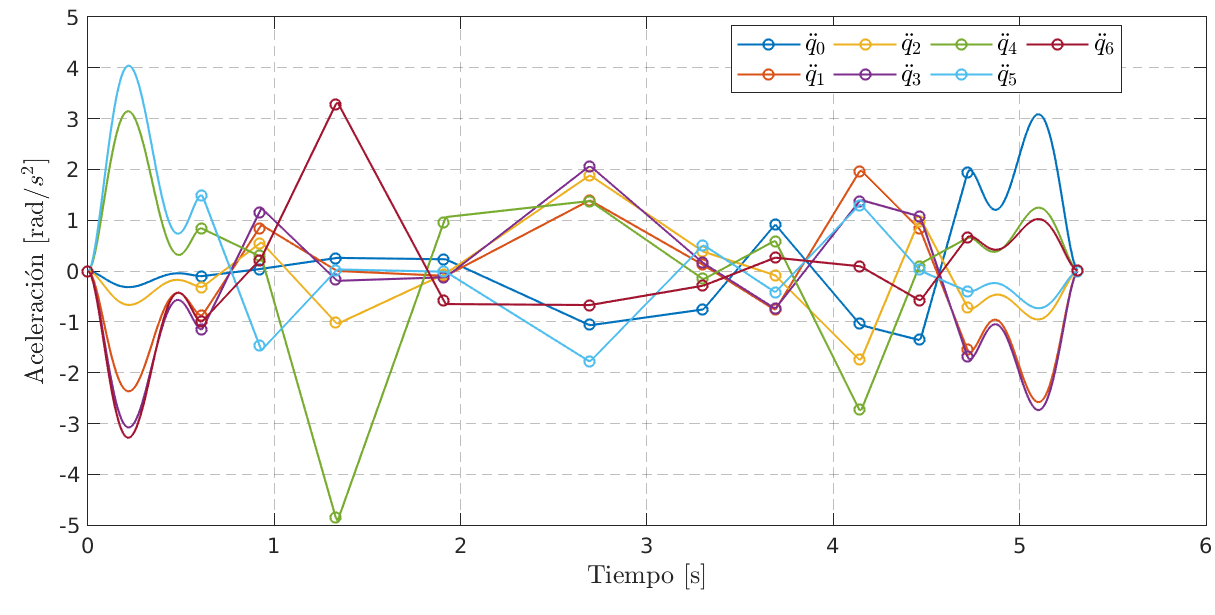 5
4
3
2
1
0
-1
-2
-3
-4
-5
Aceleración [rad/s²]
q̈₀ q̈₂ q̈₄ q̈₆
q̈₁ q̈₃ q̈₅
0 1 2 3 4 5 6
Tiempo [s]